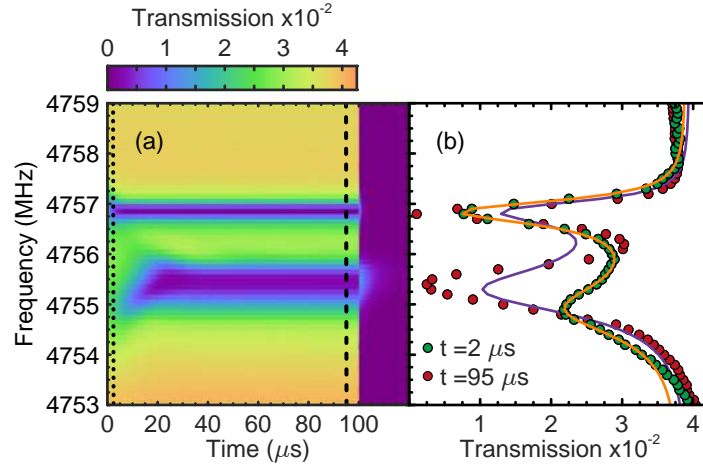 Transmission x10⁻²
0 1 2 3 4
Frequency (MHz)
4759
4758
4757
4756
4755
4754
4753
(a)
(b)
t =2 μs
t =95 μs
0 20 40 60 80 100
1 2 3 4
Time (μs)
Transmission x10⁻²